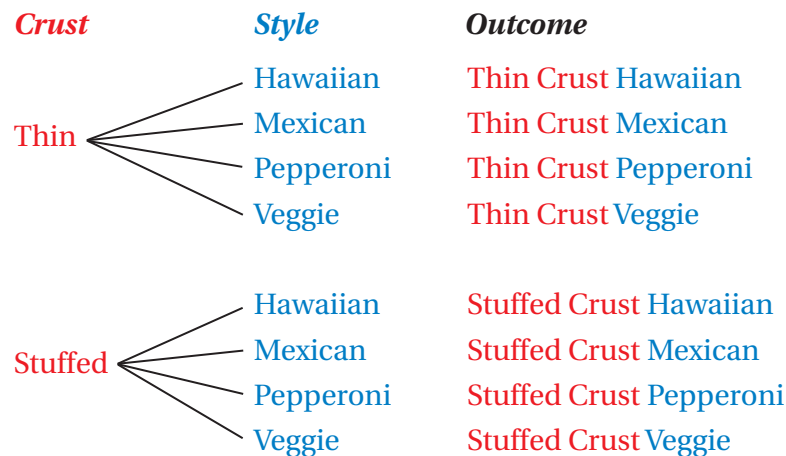 Crust Style Outcome
Hawaiian Thin Crust Hawaiian
Thin Mexican Thin Crust Mexican
Pepperoni Thin Crust Pepperoni
Veggie Thin Crust Veggie
Hawaiian Stuffed Crust Hawaiian
Stuffed Mexican Stuffed Crust Mexican
Pepperoni Stuffed Crust Pepperoni
Veggie Stuffed Crust Veggie